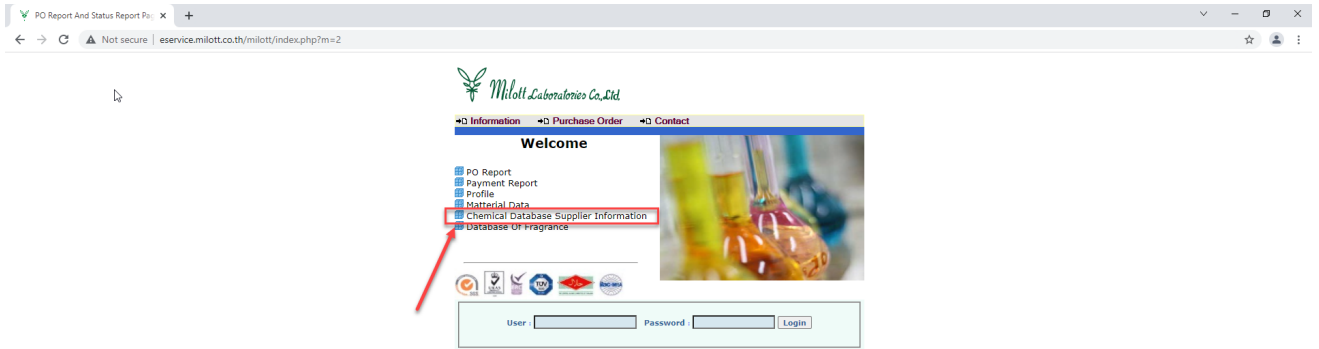 PO Report And Status Report Pag
Not secure | eservice.milott.co.th/milott/index.php?m=2
Milott Laboratories Co.,Ltd.
Information Purchase Order Contact
Welcome
PO Report
Payment Report
Profile
Matterial Data
Chemical Database Supplier Information
Database Of Fragrance
User : Password : Login